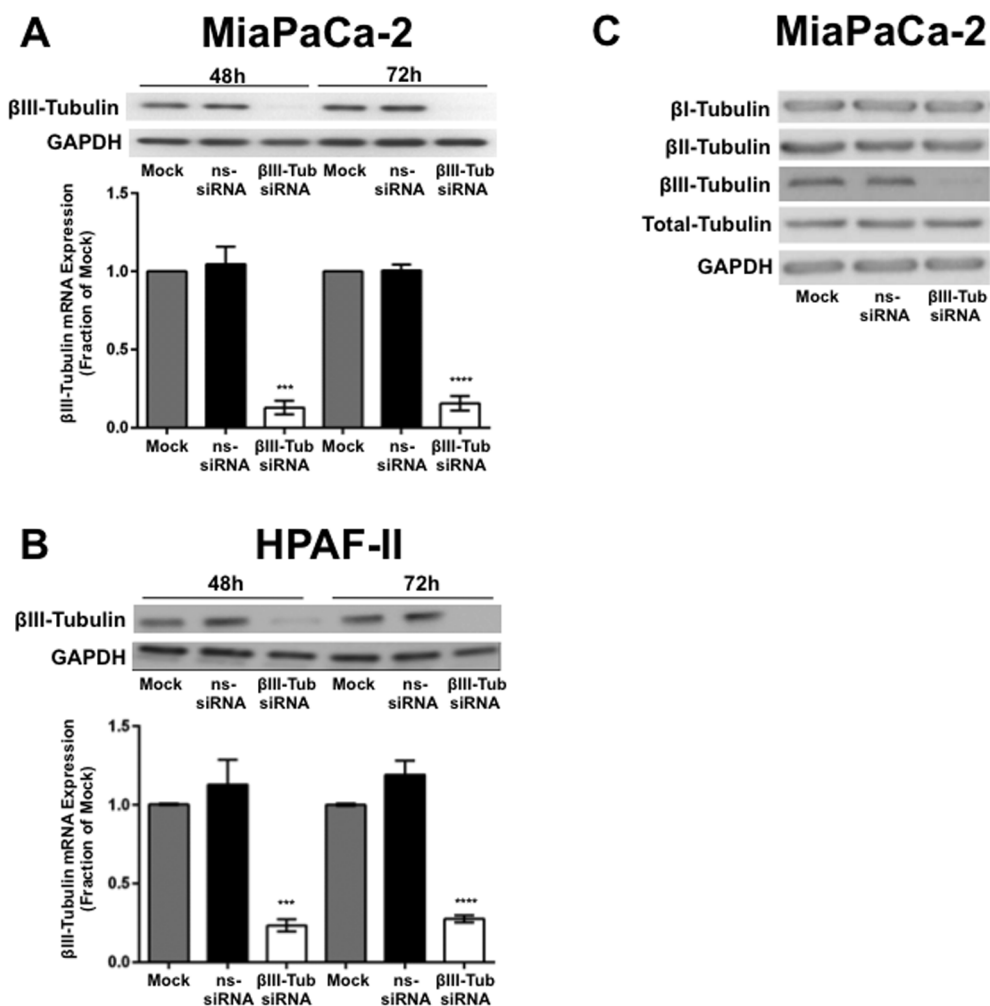 A
MiaPaCa-2
48h 72h
βIII-Tubulin
GAPDH
Mock ns- βIII-Tub Mock ns- βIII-Tub
siRNA siRNA siRNA siRNA
1.5
1.0
0.5
0.0
βIII-Tubulin mRNA Expression
(Fraction of Mock)
*** ****
Mock ns- βIII-Tub Mock ns- βIII-Tub
siRNA siRNA siRNA siRNA
B
HPAF-II
48h 72h
βIII-Tubulin
GAPDH
Mock ns- βIII-Tub Mock ns- βIII-Tub
siRNA siRNA siRNA siRNA
1.5
1.0
0.5
0.0
βIII-Tubulin mRNA Expression
(Fraction of Mock)
*** ****
Mock ns- βIII-Tub Mock ns- βIII-Tub
siRNA siRNA siRNA siRNA
C
MiaPaCa-2
βI-Tubulin
βII-Tubulin
βIII-Tubulin
Total-Tubulin
GAPDH
Mock ns- βIII-Tub
siRNA siRNA